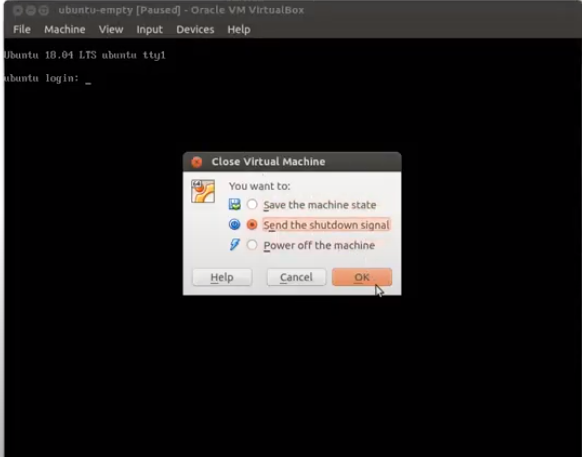 ubuntu-empty [Paused] - Oracle VM VirtualBox
File Machine View Input Devices Help
Ubuntu 18.04 LTS ubuntu tty1
ubuntu login: _
Close Virtual Machine
You want to:
Save the machine state
Send the shutdown signal
Power off the machine
Help Cancel OK